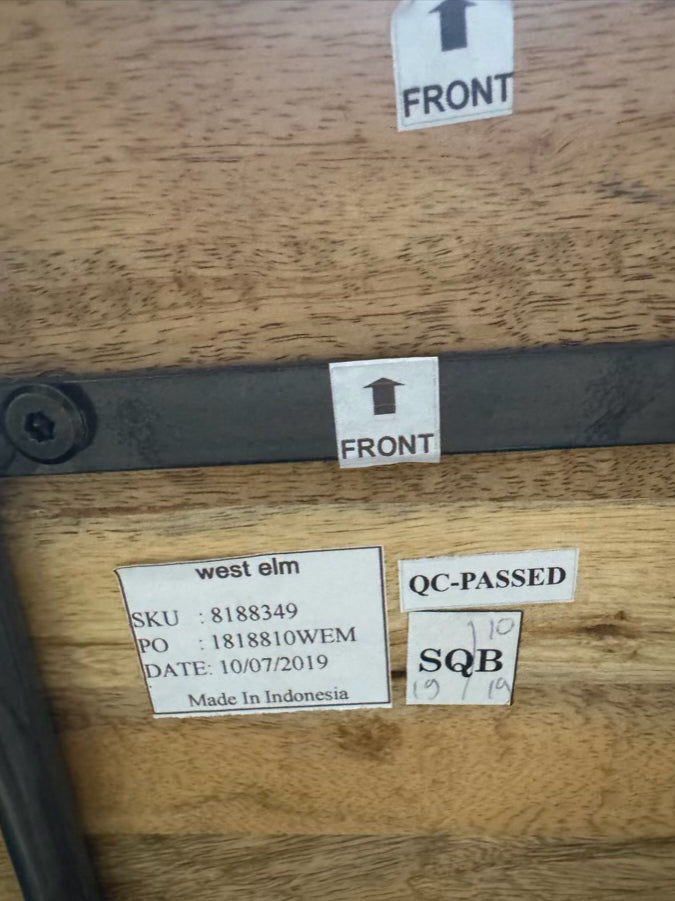 FRONT
FRONT
west elm
SKU : 8188349
PO : 1818810WEM
DATE: 10/07/2019
Made In Indonesia
QC-PASSED
10
SQB
19 / 19